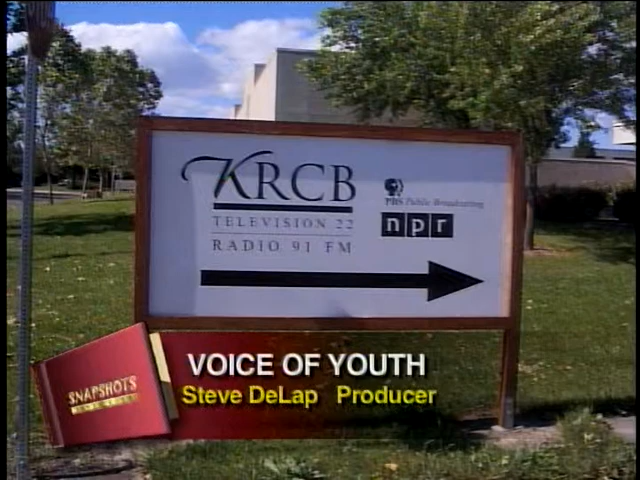 KRCB
TELEVISION 22
RADIO 91 FM
PBS Public Broadcasting
npr
SNAPSHOTS
VOICE OF YOUTH
Steve DeLap Producer